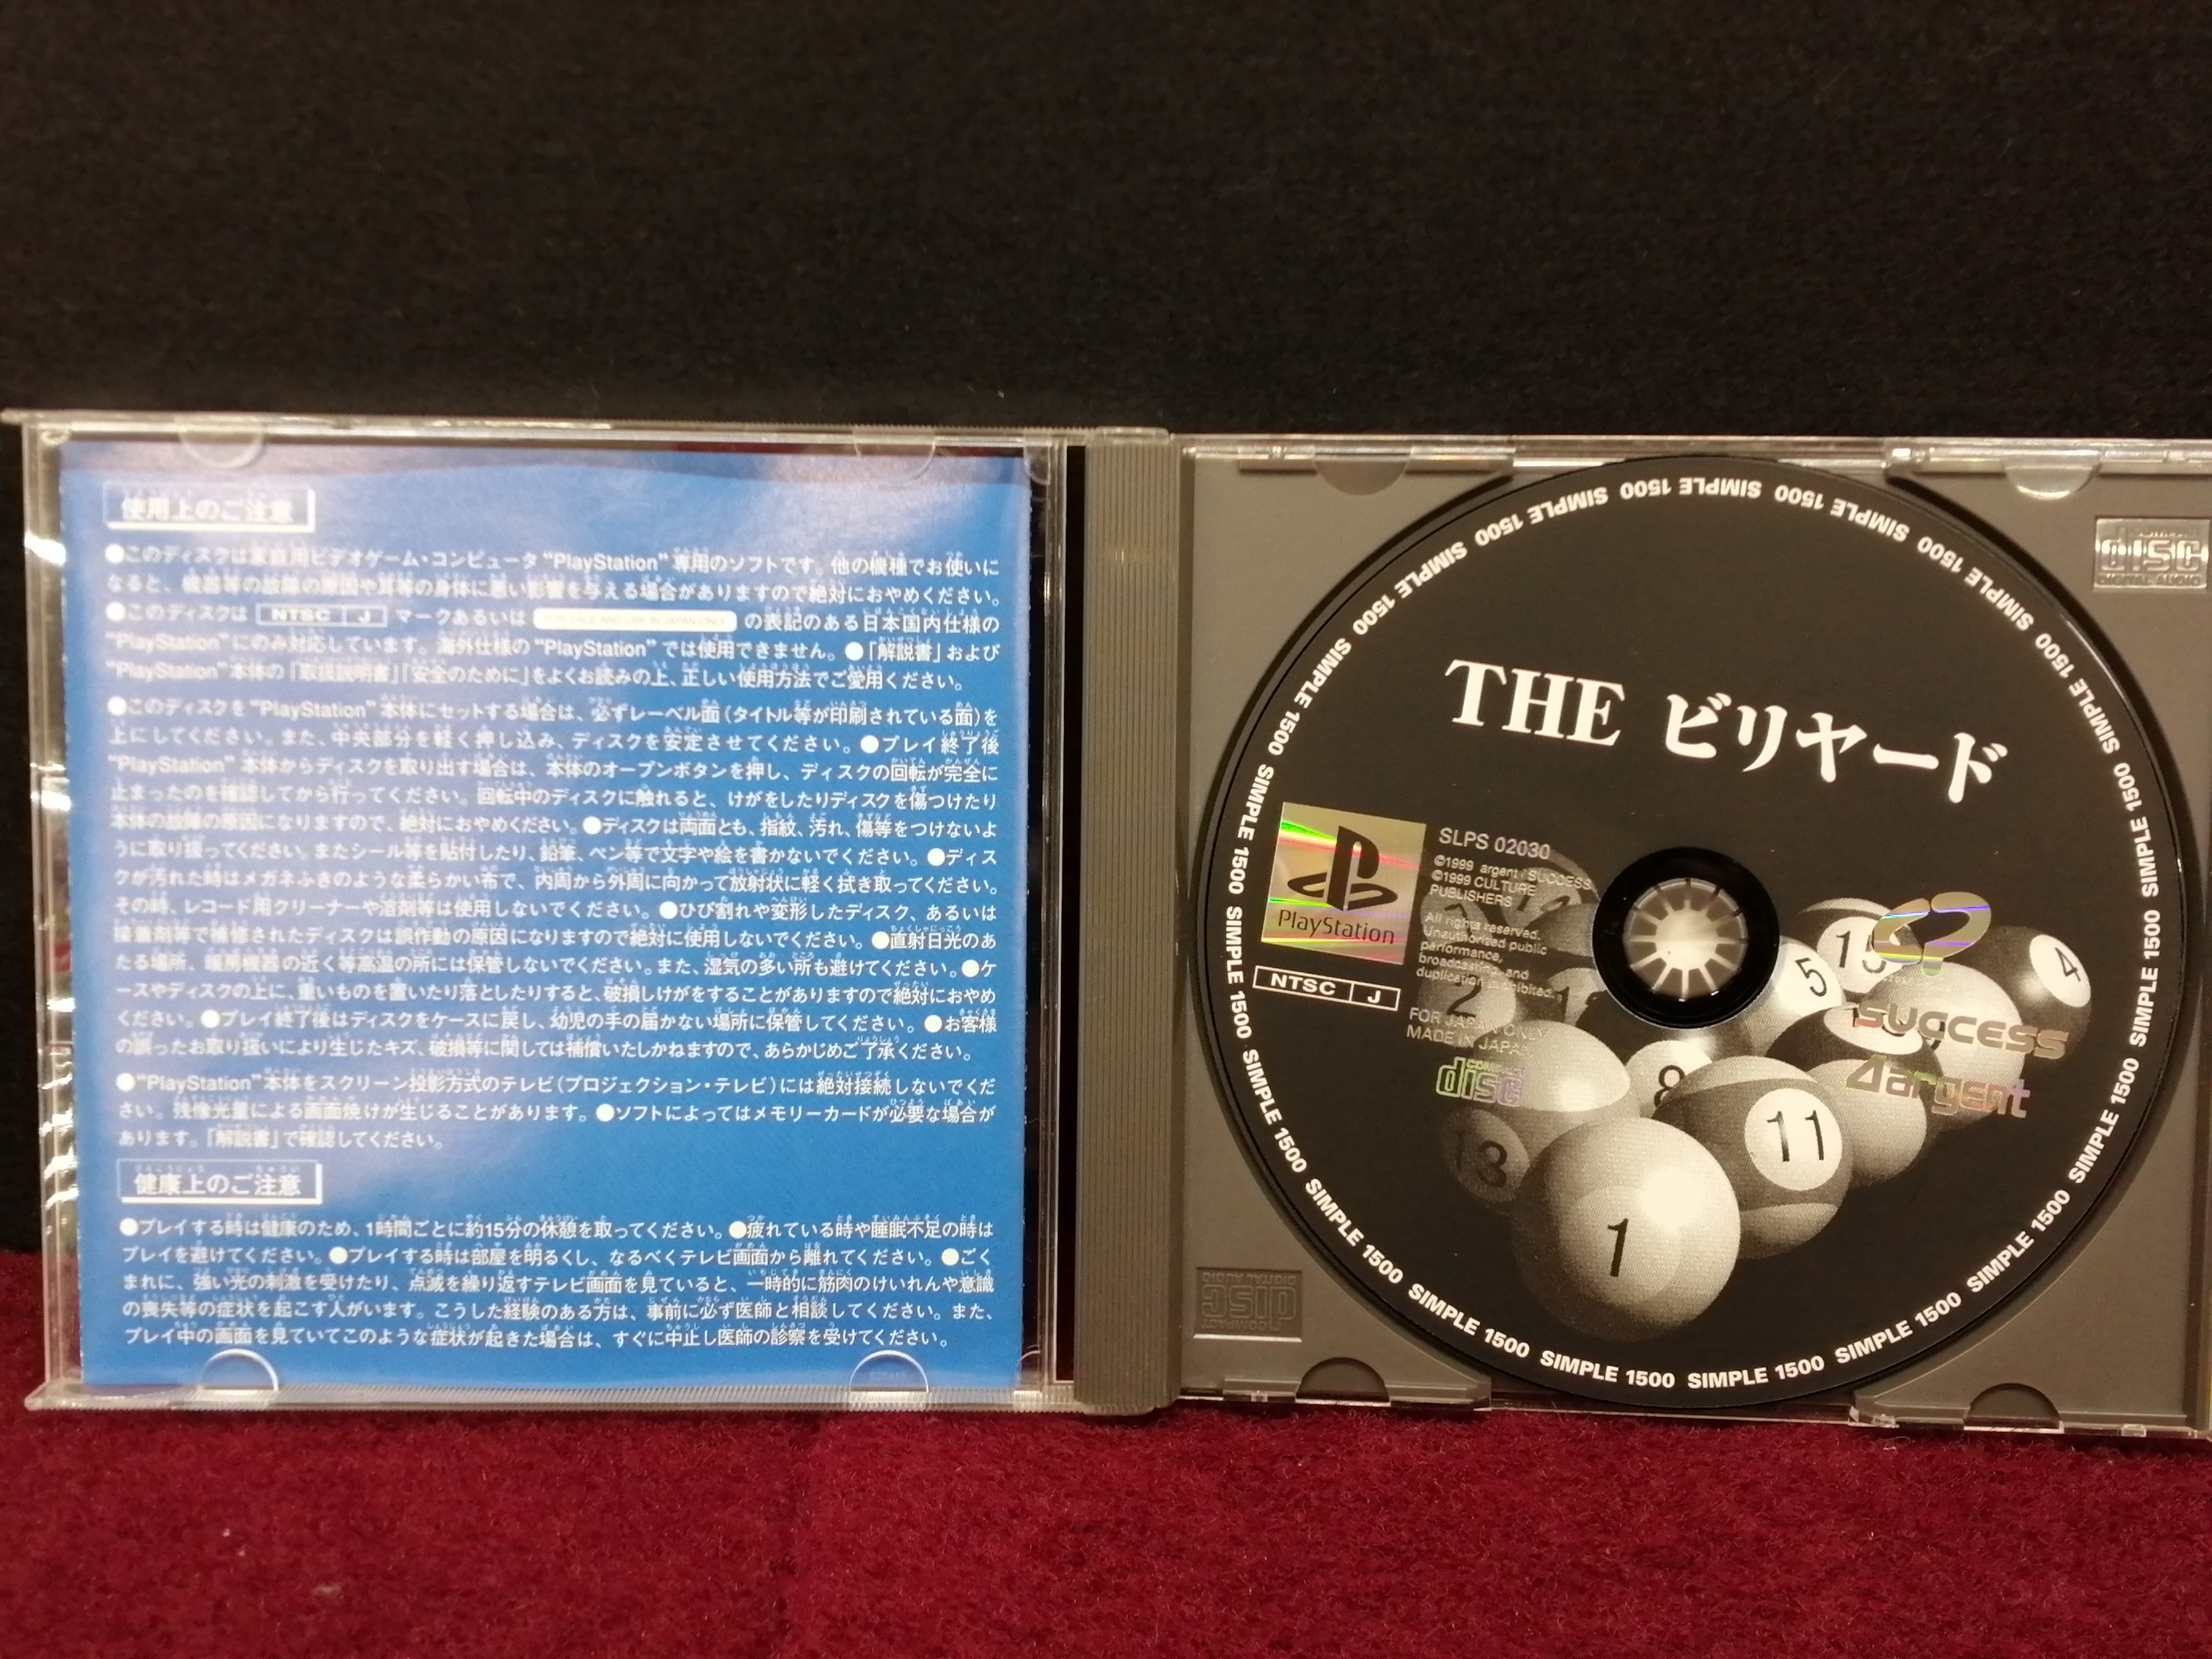 使用上のご注意
●このディスクは家庭用ビデオゲーム・コンピュータ“PlayStation”専用のソフトです。他の機種でお使いに
なると、機器等の故障の原因や耳等の身体に悪い影響を与える場合がありますので絶対におやめください。
●このディスクは NTSC J マークあるいは FOR SALE AND USE IN JAPAN ONLY の表記のある日本国内仕様の
“PlayStation”にのみ対応しています。海外仕様の“PlayStation”では使用できません。●「解説書」および
“PlayStation”本体の「取扱説明書」「安全のために」をよくお読みの上、正しい使用方法でご愛用ください。
●このディスクを“PlayStation”本体にセットする場合は、必ずレーベル面（タイトル等が印刷されている面）を
上にしてください。また、中央部分を軽く押し込み、ディスクを安定させてください。●プレイ終了後
“PlayStation”本体からディスクを取り出す場合は、本体のオープンボタンを押し、ディスクの回転が完全に
止まったのを確認してから行ってください。回転中のディスクに触れると、けがをしたりディスクを傷つけたり
本体の故障の原因になりますので、絶対におやめください。●ディスクは両面とも、指紋、汚れ、傷等をつけないよ
うに取り扱ってください。またシール等を貼付したり、鉛筆、ペン等で文字や絵を書かないでください。●ディス
クが汚れた時はメガネふきのような柔らかい布で、内周から外周に向かって放射状に軽く拭き取ってください。
その時、レコード用クリーナーや溶剤等は使用しないでください。●ひび割れや変形したディスク、あるいは
接着剤等で補修されたディスクは誤作動の原因になりますので絶対に使用しないでください。●直射日光のあ
たる場所、暖房機器の近く等高温の所には保管しないでください。また、湿気の多い所も避けてください。●ケ
ースやディスクの上に、重いものを置いたり落としたりすると、破損しけがをすることがありますので絶対におやめ
ください。●プレイ終了後はディスクをケースに戻し、幼児の手の届かない場所に保管してください。●お客様
の誤ったお取り扱いにより生じたキズ、破損等に関しては補償いたしかねますので、あらかじめご了承ください。
●“PlayStation”本体をスクリーン投影方式のテレビ（プロジェクション・テレビ）には絶対接続しないでくだ
さい。残像光量による画面焼けが生じることがあります。●ソフトによってはメモリーカードが必要な場合が
あります。「解説書」で確認してください。
健康上のご注意
●プレイする時は健康のため、1時間ごとに約15分の休憩を取ってください。●疲れている時や睡眠不足の時は
プレイを避けてください。●プレイする時は部屋を明るくし、なるべくテレビ画面から離れてください。●ごく
まれに、強い光の刺激を受けたり、点滅を繰り返すテレビ画面を見ていると、一時的に筋肉のけいれんや意識
の喪失等の症状を起こす人がいます。こうした経験のある方は、事前に必ず医師と相談してください。また、
プレイ中の画面を見ていてこのような症状が起きた場合は、すぐに中止し医師の診察を受けてください。
THE ビリヤード
PlayStation
NTSC J
SLPS 02030
©1999 argent / SUCCESS
©1999 CULTURE
PUBLISHERS
All rights reserved.
Unauthorized public
performance,
broadcasting and
duplication prohibited.
FOR JAPAN ONLY
MADE IN JAPAN
COMPACT
disc
success
argent
2
5
15
4
8
11
13
1
SIMPLE 1500 SIMPLE 1500 SIMPLE 1500 SIMPLE 1500 SIMPLE 1500 SIMPLE 1500 SIMPLE 1500 SIMPLE 1500
disc
DIGITAL AUDIO
COMPACT
disc
DIGITAL AUDIO